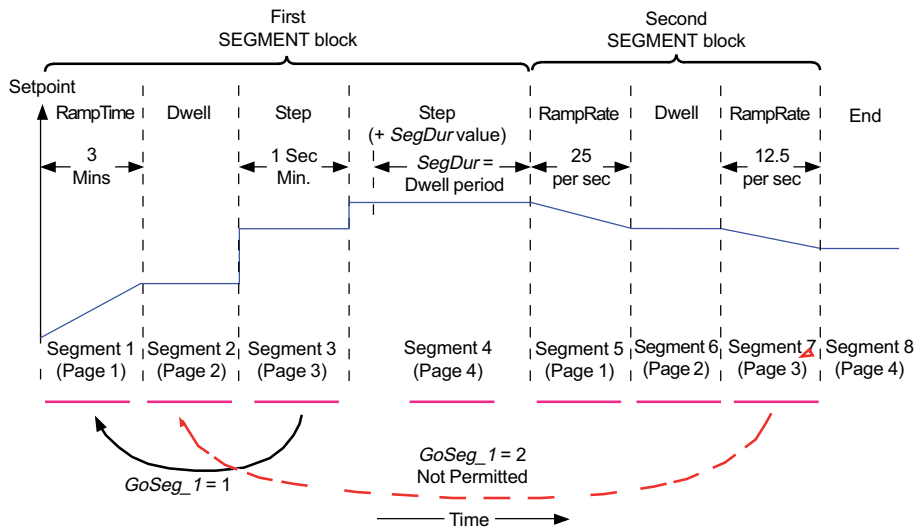 First
SEGMENT block
Second
SEGMENT block
Setpoint
RampTime
Dwell
Step
Step
(+ SegDur value)
RampRate
Dwell
RampRate
End
3
Mins
1 Sec
Min.
SegDur =
Dwell period
25
per sec
12.5
per sec
Segment 1
(Page 1)
Segment 2
(Page 2)
Segment 3
(Page 3)
Segment 4
(Page 4)
Segment 5
(Page 1)
Segment 6
(Page 2)
Segment 7
(Page 3)
Segment 8
(Page 4)
GoSeg_1 = 1
GoSeg_1 = 2
Not Permitted
Time